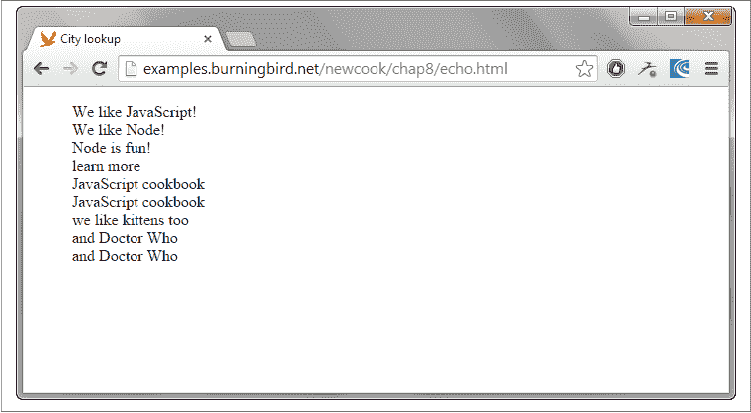 City lookup
examples.burningbird.net/newcock/chap8/echo.html
We like JavaScript!
We like Node!
Node is fun!
learn more
JavaScript cookbook
JavaScript cookbook
we like kittens too
and Doctor Who
and Doctor Who